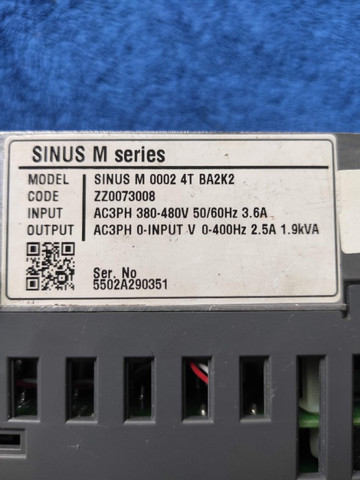 SINUS M series
MODEL SINUS M 0002 4T BA2K2
CODE ZZ0073008
INPUT AC3PH 380-480V 50/60Hz 3.6A
OUTPUT AC3PH 0-INPUT V 0-400Hz 2.5A 1.9kVA
Ser. No
5502A290351